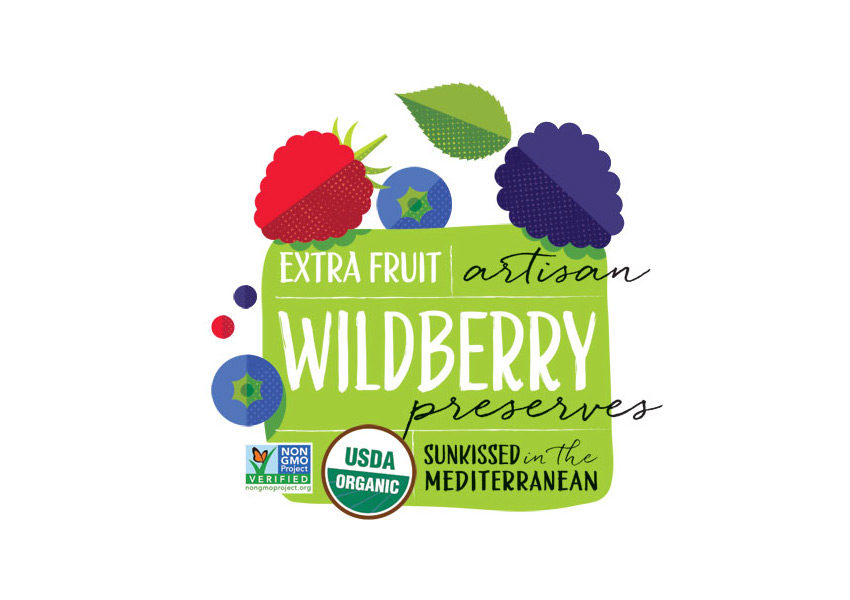 EXTRA FRUIT artisan
WILDBERRY
preserves
NON
GMO
Project
VERIFIED
nongmoproject.org
USDA
ORGANIC
SUNKISSED in the
MEDITERRANEAN